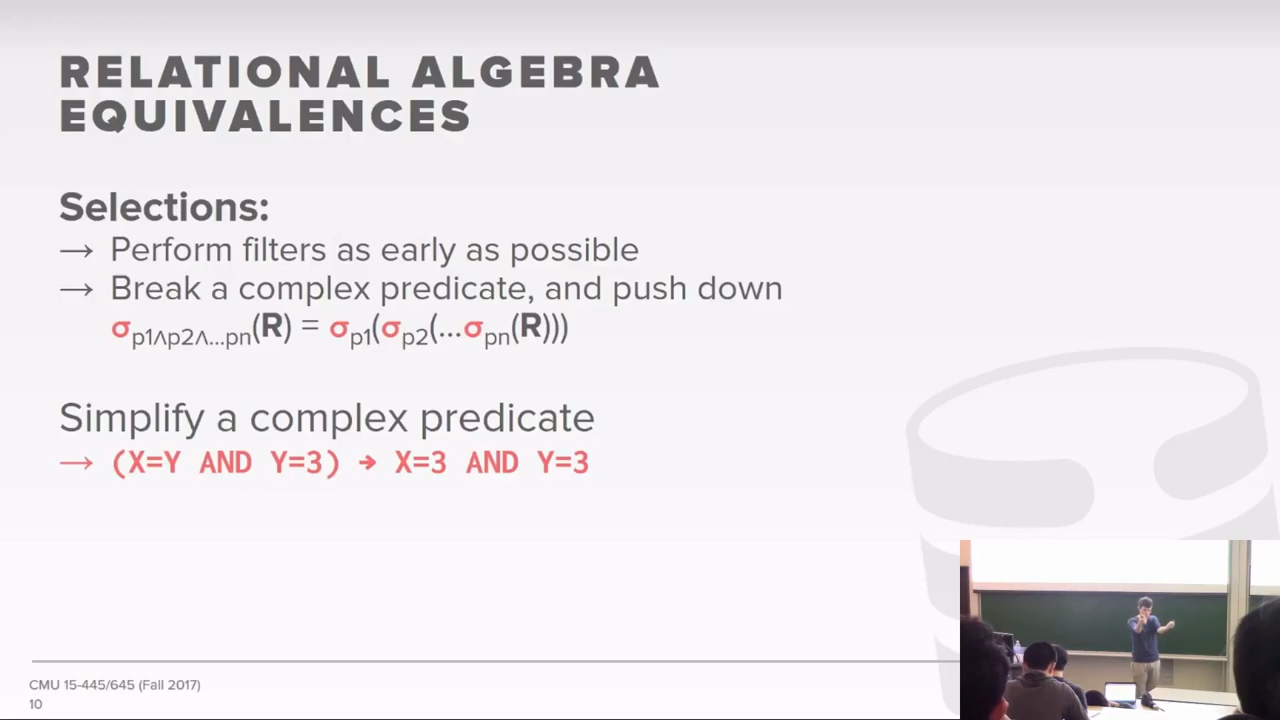 RELATIONAL ALGEBRA
EQUIVALENCES
Selections:
→ Perform filters as early as possible
→ Break a complex predicate, and push down
σp1∧p2∧...pn(R) = σp1(σp2(...σpn(R)))
Simplify a complex predicate
→ (X=Y AND Y=3) → X=3 AND Y=3
CMU 15-445/645 (Fall 2017)
10